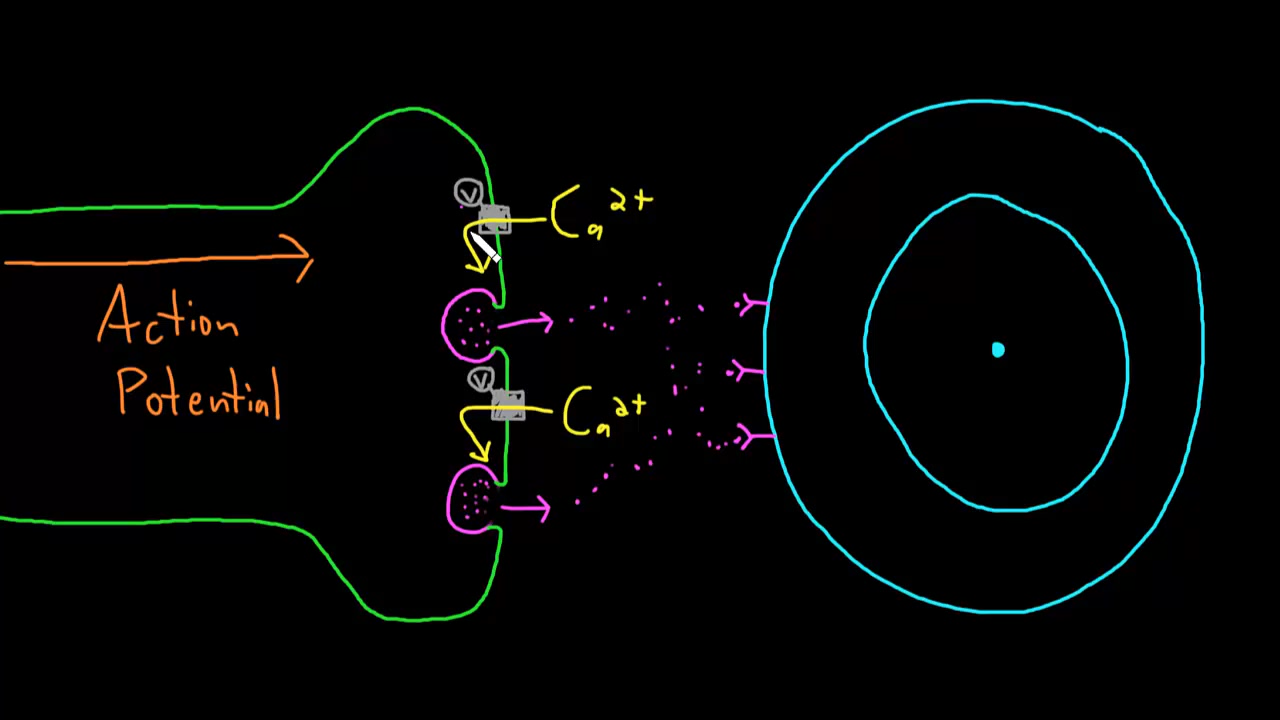 V
Ca2+
Action
Potential
V
Ca2+